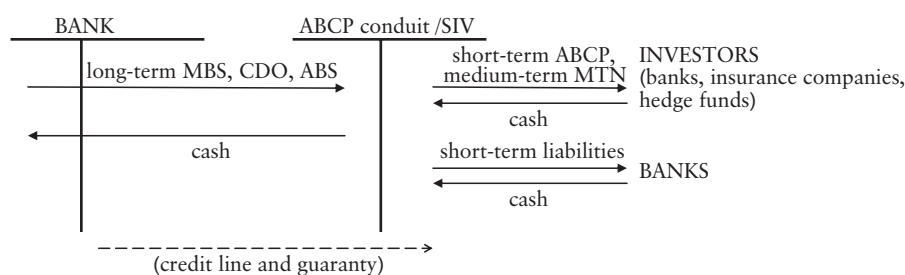 BANK
ABCP conduit /SIV
long-term MBS, CDO, ABS
short-term ABCP,
medium-term MTN
INVESTORS
(banks, insurance companies,
hedge funds)
cash
cash
short-term liabilities
BANKS
cash
(credit line and guaranty)